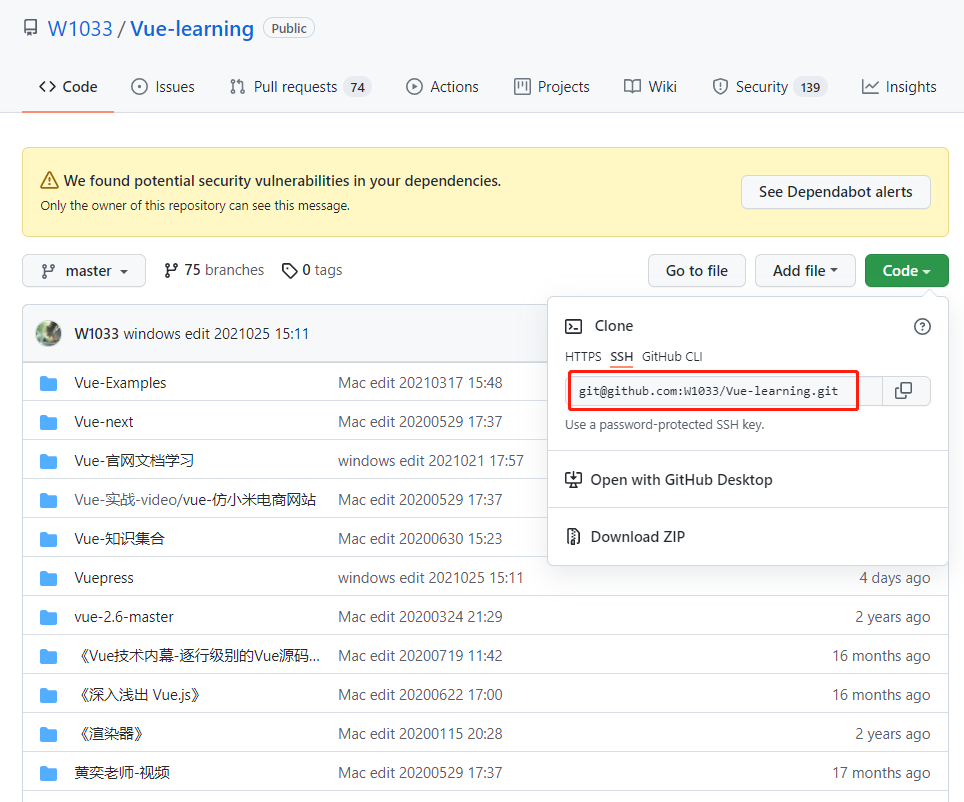 W1033 / Vue-learning Public
Code Issues Pull requests 74 Actions Projects Wiki Security 139 Insights
We found potential security vulnerabilities in your dependencies.
Only the owner of this repository can see this message.
See Dependabot alerts
master 75 branches 0 tags Go to file Add file Code
W1033 windows edit 2021025 15:11
Clone
HTTPS SSH GitHub CLI
git@github.com:W1033/Vue-learning.git
Use a password-protected SSH key.
Open with GitHub Desktop
Download ZIP
Vue-Examples Mac edit 20210317 15:48
Vue-next Mac edit 20200529 17:37
Vue-官网文档学习 windows edit 2021021 17:57
Vue-实战-video/vue-仿小米电商网站 Mac edit 20200529 17:37
Vue-知识集合 Mac edit 20200630 15:23
Vuepress windows edit 2021025 15:11 4 days ago
vue-2.6-master Mac edit 20200324 21:29 2 years ago
《Vue技术内幕-逐行级别的Vue源码... Mac edit 20200719 11:42 16 months ago
《深入浅出 Vue.js》 Mac edit 20200622 17:00 16 months ago
《渲染器》 Mac edit 20200115 20:28 2 years ago
黄奕老师-视频 Mac edit 20200529 17:37 17 months ago